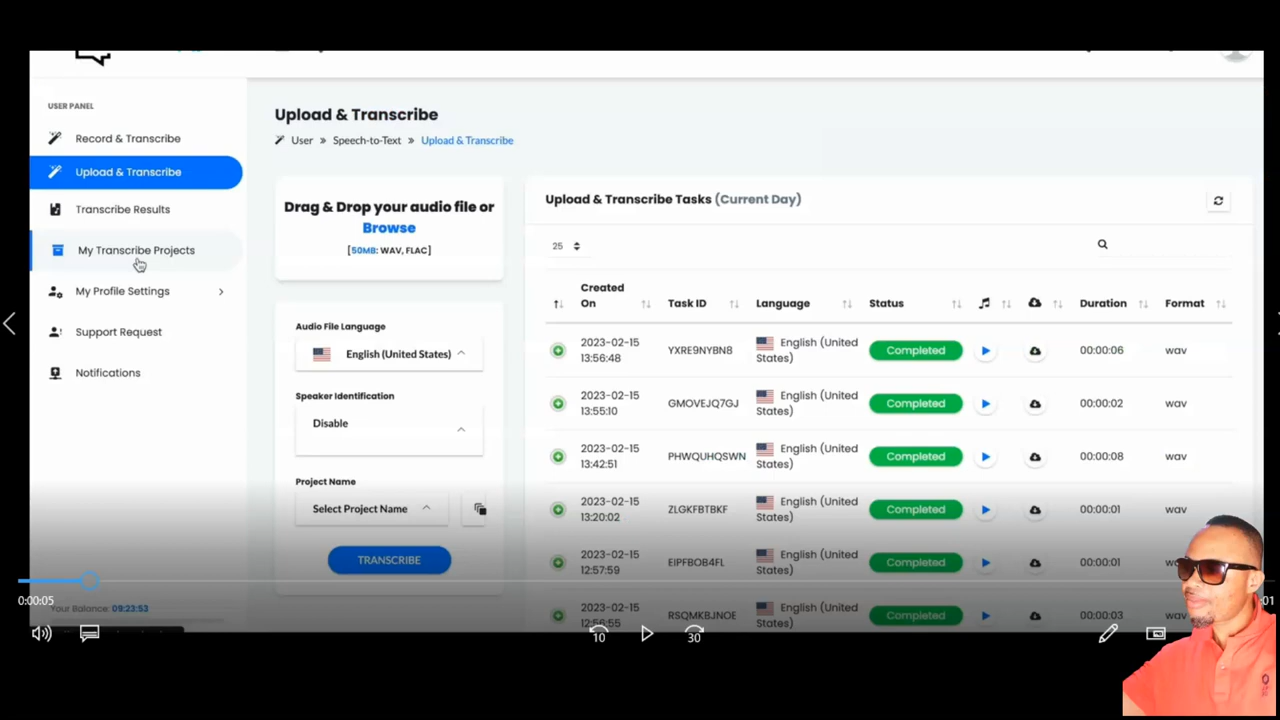 USER PANEL
Record & Transcribe
Upload & Transcribe
Transcribe Results
My Transcribe Projects
My Profile Settings
Support Request
Notifications
Your Balance: 09:23:53
Upload & Transcribe
User » Speech-to-Text » Upload & Transcribe
Drag & Drop your audio file or
Browse
[50MB: WAV, FLAC]
Audio File Language
English (United States)
Speaker Identification
Disable
Project Name
Select Project Name
TRANSCRIBE
Upload & Transcribe Tasks (Current Day)
25
Created
On
Task ID
Language
Status
Duration
Format
2023-02-15
13:56:48
YXRE9NYBN8
English (United
States)
Completed
00:00:06
wav
2023-02-15
13:55:10
GMOVEJQ7GJ
English (United
States)
Completed
00:00:02
wav
2023-02-15
13:42:51
PHWQUHQSWN
English (United
States)
Completed
00:00:08
wav
2023-02-15
13:20:02
ZLGKFBTBKF
English (United
States)
Completed
00:00:01
wav
2023-02-15
12:57:59
EIPFBOB4FL
English (United
States)
Completed
00:00:01
2023-02-15
12:56:55
RSQMKBJNOE
English (United
States)
Completed
00:00:03
0:00:05
:01
10
30